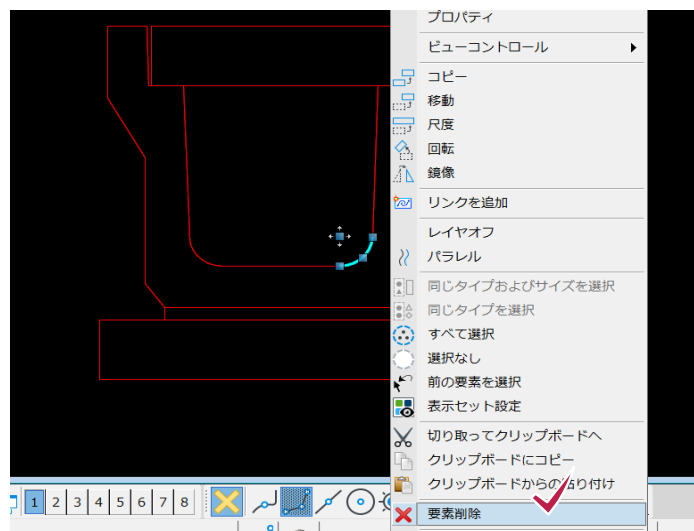 プロパティ
ビューコントロール
コピー
移動
尺度
回転
鏡像
リンクを追加
レイヤオフ
パラレル
同じタイプおよびサイズを選択
同じタイプを選択
すべて選択
選択なし
前の要素を選択
表示セット設定
切り取ってクリップボードへ
クリップボードにコピー
クリップボードからの貼り付け
1 2 3 4 5 6 7 8
要素削除